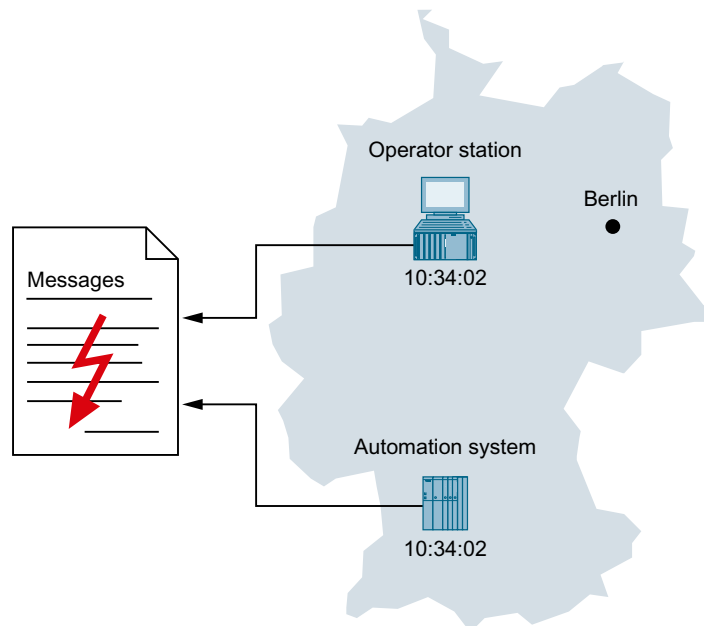 Operator station
Berlin
10:34:02
Messages
Automation system
10:34:02